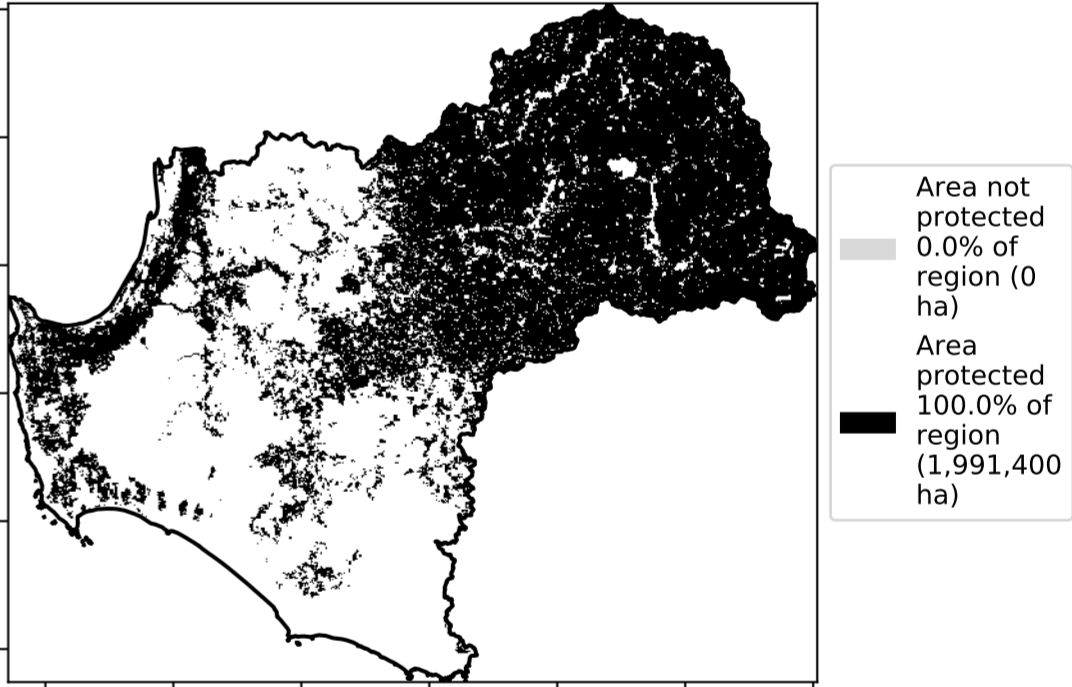 Area not
protected
0.0% of
region (0
ha)
Area
protected
100.0% of
region
(1,991,400
ha)